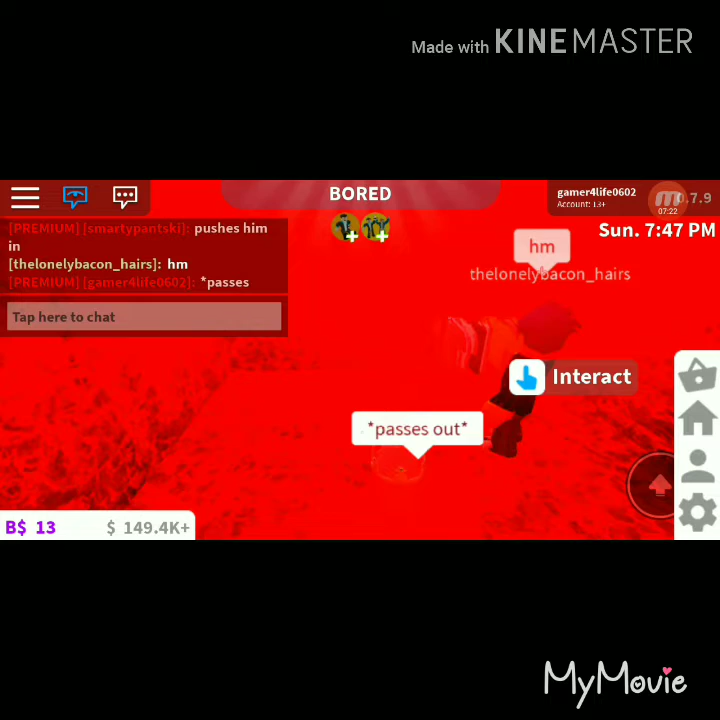 Made with KINEMASTER
BORED
gamer4life0602
Account: 13+
0.7.9
07:22
Sun. 7:47 PM
[PREMIUM] [smartypantski]: pushes him
in
[thelonelybacon_hairs]: hm
[PREMIUM] [gamer4life0602]: *passes
Tap here to chat
hm
thelonelybacon_hairs
Interact
*passes out*
B$ 13
$ 149.4K+
MyMovie